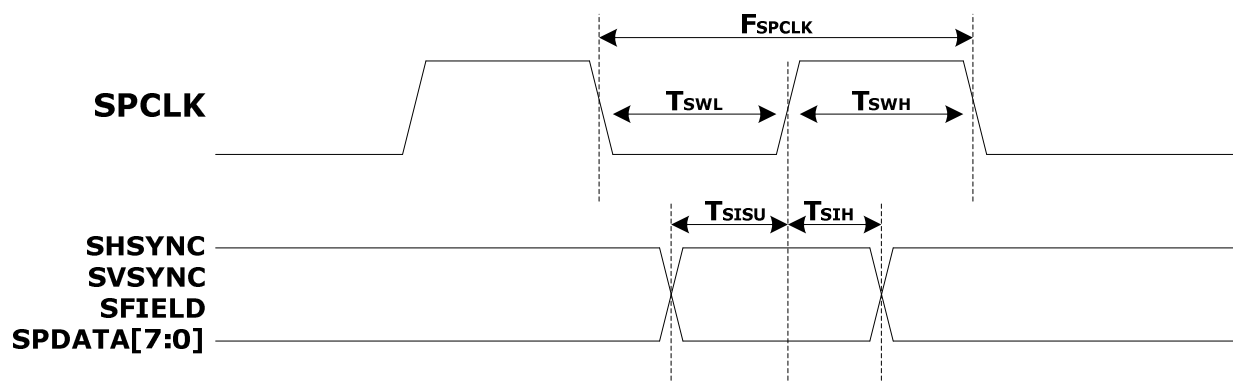 FSPCLK
SPCLK
TSWL
TSWH
TSISU
TSIH
SHSYNC
SVSYNC
SFIELD
SPDATA[7:0]